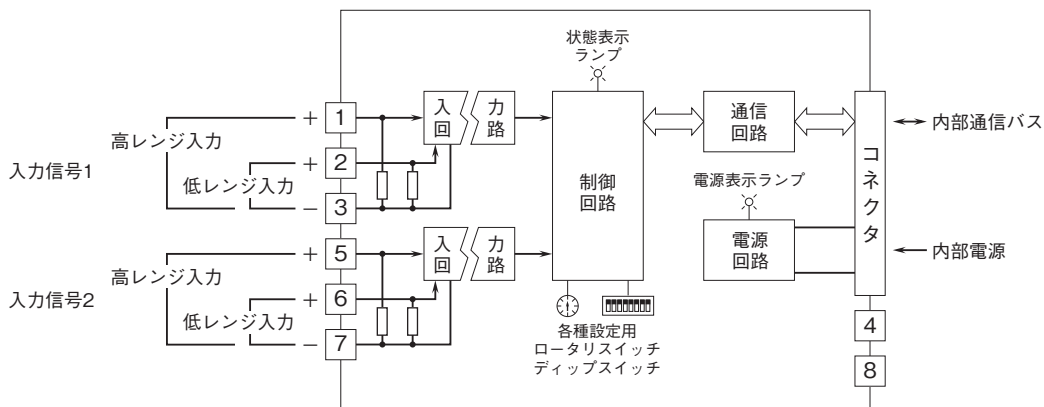 状態表示
ランプ
入力信号1
高レンジ入力
低レンジ入力
+
1
+
2
−
3
入 力
回 路
制御
回路
通信
回路
コネクタ
内部通信バス
電源表示ランプ
電源
回路
内部電源
入力信号2
高レンジ入力
低レンジ入力
+
5
+
6
−
7
入 力
回 路
各種設定用
ロータリスイッチ
ディップスイッチ
4
8